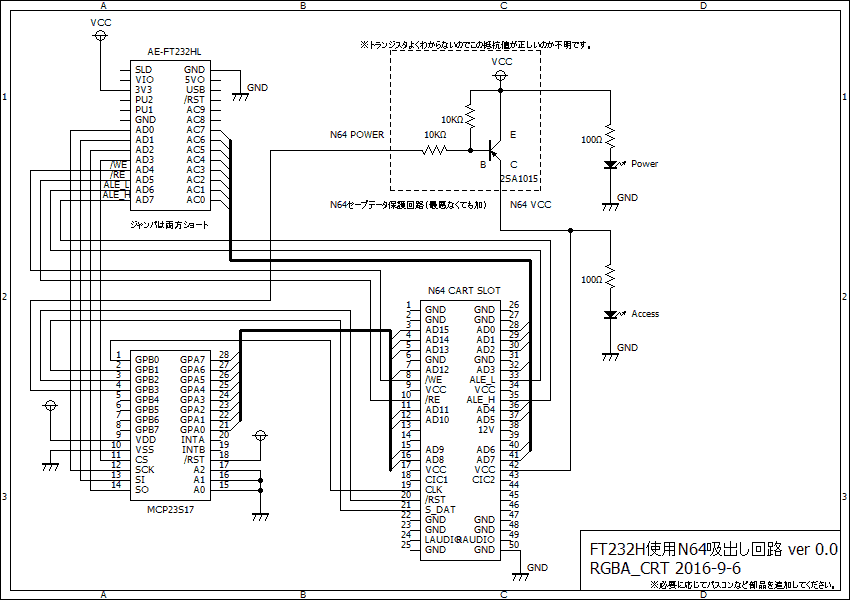 A B C D
VCC
AE-FT232HL
※トランジスタよくわからないのでこの抵抗値が正しいのか不明です。
VCC
1
SLD GND
VIO 5VO
3V3 USB
PU2 /RST
PU1 AC9
GND AC8
AD0 AC7
AD1 AC6
AD2 AC5
AD3 AC4
/WE AD4 AC3
/RE AD5 AC2
ALE_L AD6 AC1
ALE_H AD7 AC0
GND
ジャンパは両方ショート
N64 POWER
10KΩ
10KΩ
E
B
C
2SA1015
100Ω
Power
GND
1
N64セーブデータ保護回路(最悪なくても加)
N64 VCC
2
100Ω
Access
GND
2
N64 CART SLOT
1 GND GND 26
2 GND GND 27
3 AD15 AD0 28
4 AD14 AD1 29
5 AD13 AD2 30
6 GND GND 31
7 AD12 AD3 32
8 /WE ALE_L 33
9 VCC VCC 34
10 /RE ALE_H 35
11 AD11 AD4 36
12 AD10 AD5 37
13 12V 38
14 39
15 AD9 AD6 40
16 AD8 AD7 41
17 VCC VCC 42
18 CIC1 CIC2 43
19 CLK 44
20 /RST 45
21 S_DAT 46
22 GND GND 47
23 GND GND 48
24 LAUDIO RAUDIO 49
25 GND GND 50
GND
1 GPB0 GPA7 28
2 GPB1 GPA6 27
3 GPB2 GPA5 26
4 GPB3 GPA4 25
5 GPB4 GPA3 24
6 GPB5 GPA2 23
7 GPB6 GPA1 22
8 GPB7 GPA0 21
9 VDD INTA 20
10 VSS INTB 19
11 CS /RST 18
12 SCK A2 17
13 SI A1 16
14 SO A0 15
MCP23S17
3
3
FT232H使用N64吸出し回路 ver 0.0
RGBA_CRT 2016-9-6
※必要に応じてパスコンなど部品を追加してください。
A B C D